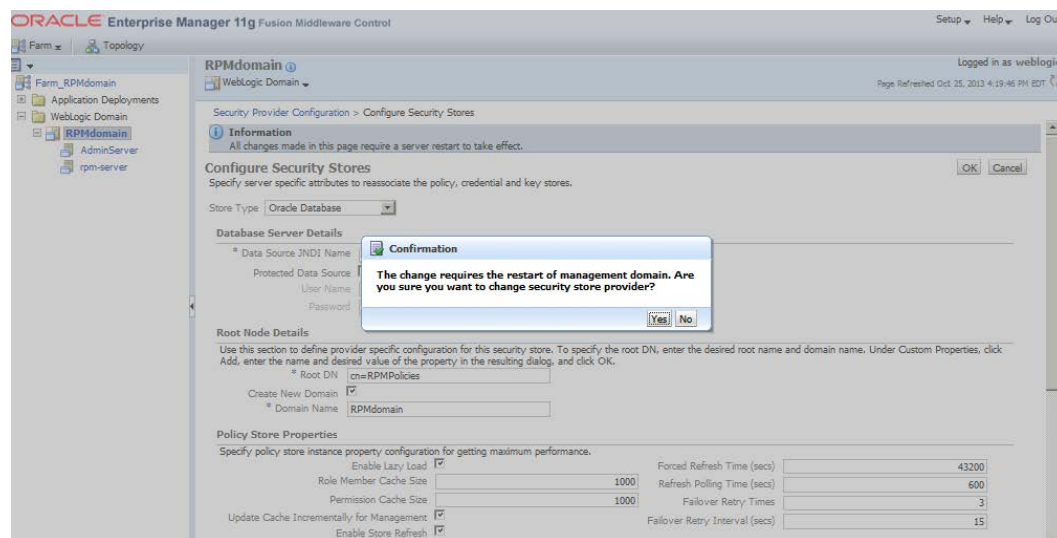 ORACLE Enterprise Manager 11g Fusion Middleware Control
Setup Help Log Ou
Farm Topology
Farm_RPMdomain
Application Deployments
WebLogic Domain
RPMdomain
AdminServer
rpm-server
RPMdomain
WebLogic Domain
Logged in as weblogi
Page Refreshed Oct 25, 2013 4:19:46 PM EDT
Security Provider Configuration > Configure Security Stores
Information
All changes made in this page require a server restart to take effect.
Configure Security Stores
OK Cancel
Specify server specific attributes to reassociate the policy, credential and key stores.
Store Type Oracle Database
Database Server Details
* Data Source JNDI Name
Protected Data Source
User Name
Password
Confirmation
The change requires the restart of management domain. Are
you sure you want to change security store provider?
Yes No
Root Node Details
Use this section to define provider specific configuration for this security store. To specify the root DN, enter the desired root name and domain name. Under Custom Properties, click
Add, enter the name and desired value of the property in the resulting dialog, and click OK.
* Root DN cn=RPMPolicies
Create New Domain
* Domain Name RPMdomain
Policy Store Properties
Specify policy store instance property configuration for getting maximum performance.
Enable Lazy Load Forced Refresh Time (secs) 43200
Role Member Cache Size 1000 Refresh Polling Time (secs) 600
Permission Cache Size 1000 Failover Retry Times 3
Update Cache Incrementally for Management Failover Retry Interval (secs) 15
Enable Store Refresh